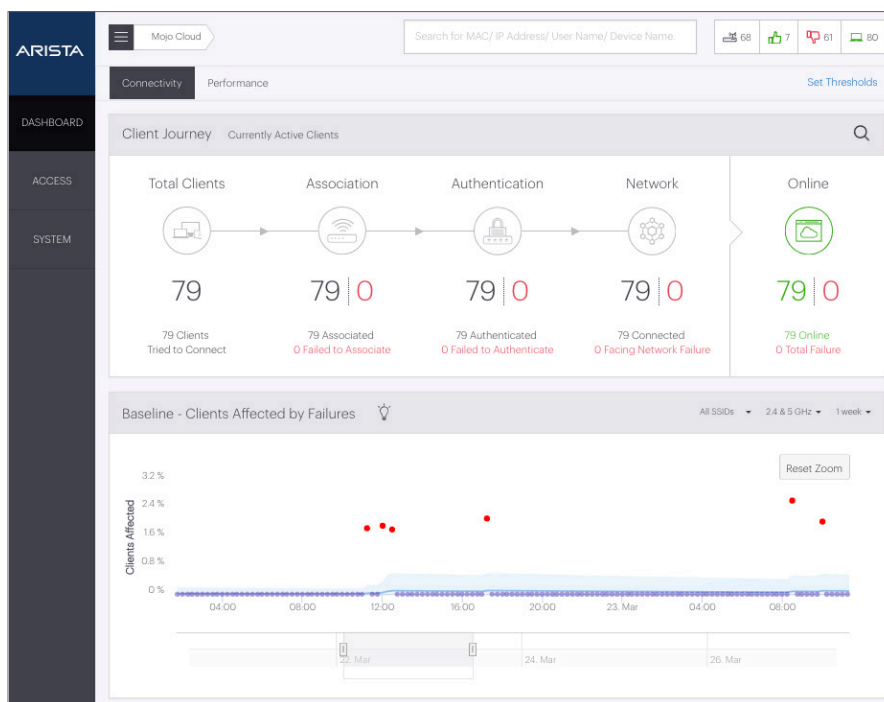 ARISTA
Mojo Cloud
Search for MAC/ IP Address/ User Name/ Device Name.
68
7
61
80
Connectivity
Performance
Set Thresholds
DASHBOARD
ACCESS
SYSTEM
Client Journey
Currently Active Clients
Total Clients
Association
Authentication
Network
Online
79
79 0
79 0
79 0
79 0
79 Clients
Tried to Connect
79 Associated
0 Failed to Associate
79 Authenticated
0 Failed to Authenticate
79 Connected
0 Facing Network Failure
79 Online
0 Total Failure
Baseline - Clients Affected by Failures
All SSIDs
2.4 & 5 GHz
1 week
Reset Zoom
Clients Affected
3.2 %
2.4 %
1.6 %
0.8 %
0 %
04:00
08:00
12:00
16:00
20:00
23. Mar
04:00
08:00
22. Mar
24. Mar
26. Mar